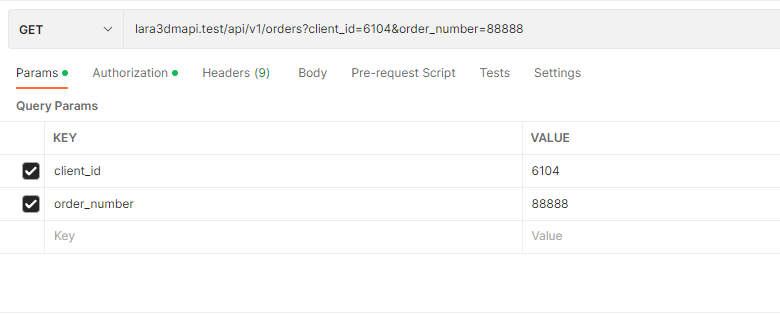 GET lara3dmapi.test/api/v1/orders?client_id=6104&order_number=88888
Params Authorization Headers (9) Body Pre-request Script Tests Settings
Query Params
KEY VALUE
client_id 6104
order_number 88888
Key Value